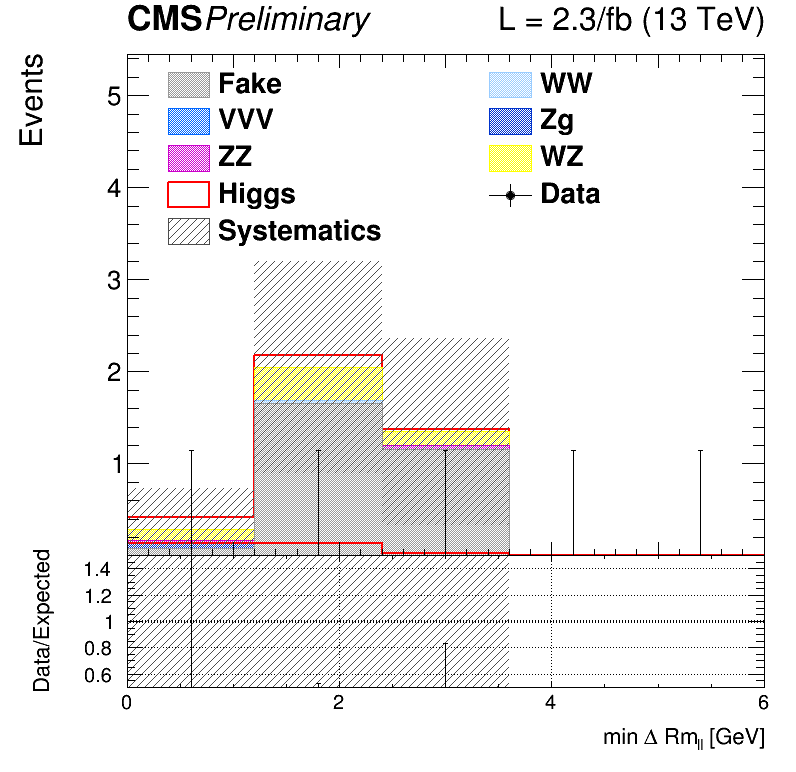 CMS Preliminary L = 2.3/fb (13 TeV)
Events
5
4
3
2
1
Fake
VVV
ZZ
Higgs
Systematics
WW
Zg
WZ
Data
Data/Expected
1.4
1.2
1
0.8
0.6
0 2 4 6
min Δ Rm_ll [GeV]